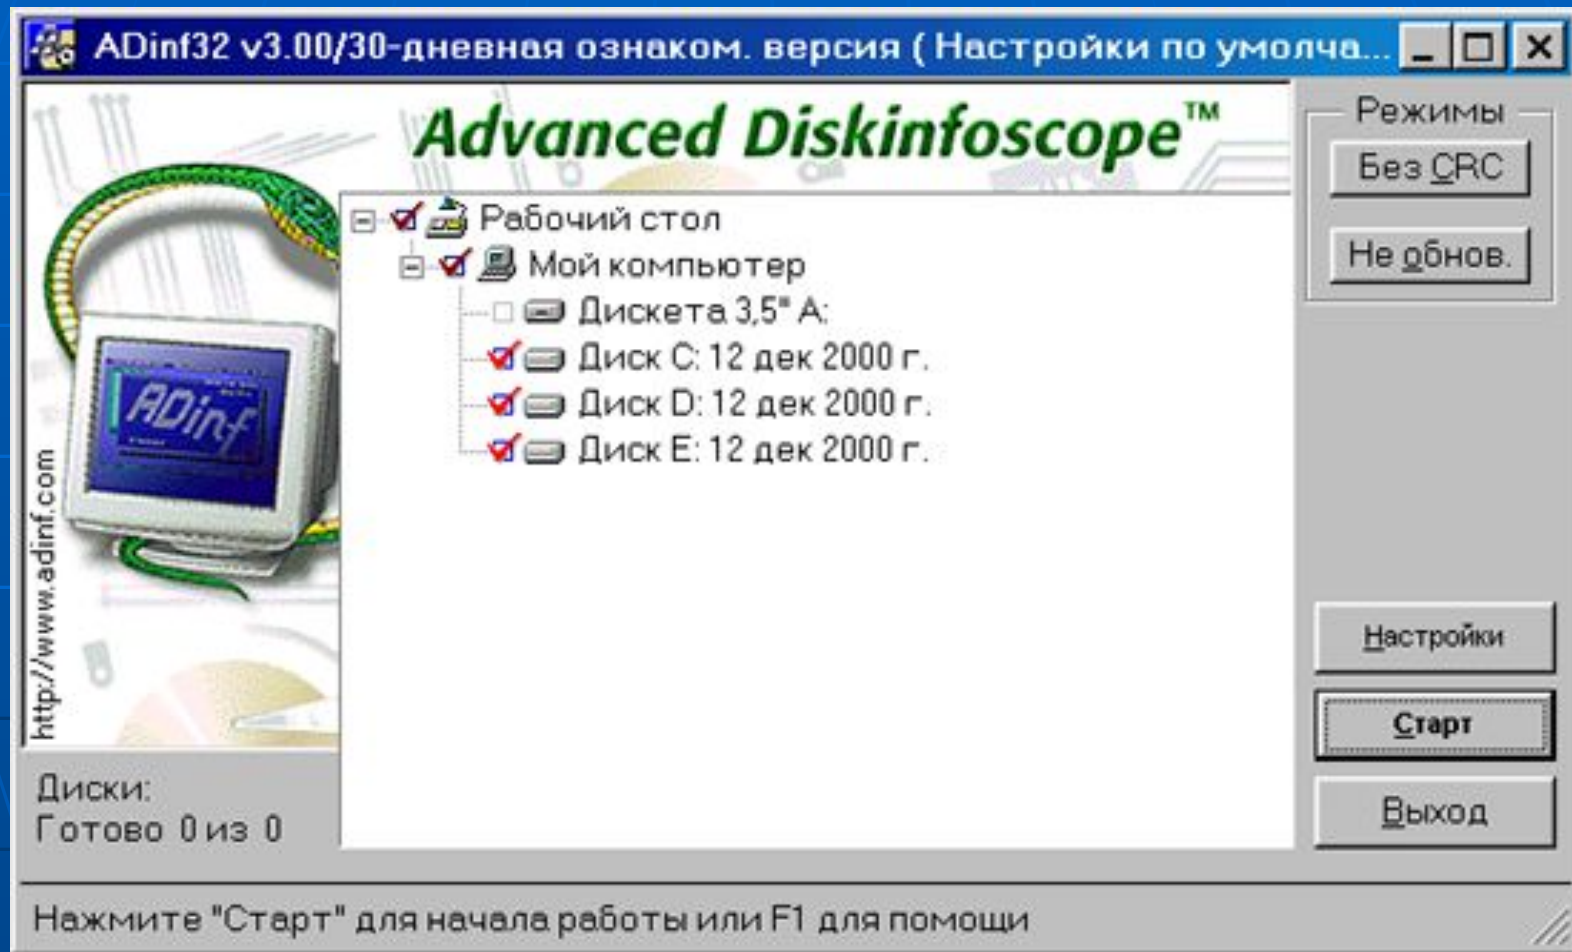 ADinf32 v3.00/30-дневная ознаком. версия ( Настройки по умолча...
Advanced Diskinfoscope™
Рабочий стол
Мой компьютер
Дискета 3,5" A:
Диск C: 12 дек 2000 г.
Диск D: 12 дек 2000 г.
Диск E: 12 дек 2000 г.
ADinf
http://www.adinf.com
Режимы
Без CRC
Не обнов.
Настройки
Старт
Выход
Диски:
Готово 0 из 0
Нажмите "Старт" для начала работы или F1 для помощи